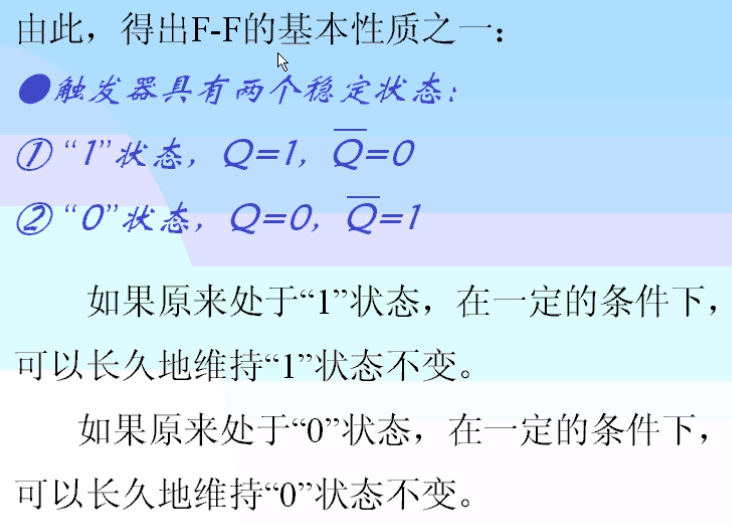 由此，得出F-F的基本性质之一：
●触发器具有两个稳定状态：
①“1”状态，Q=1，Q̅=0
②“0”状态，Q=0，Q̅=1
如果原来处于“1”状态，在一定的条件下，
可以长久地维持“1”状态不变。
如果原来处于“0”状态，在一定的条件下，
可以长久地维持“0”状态不变。